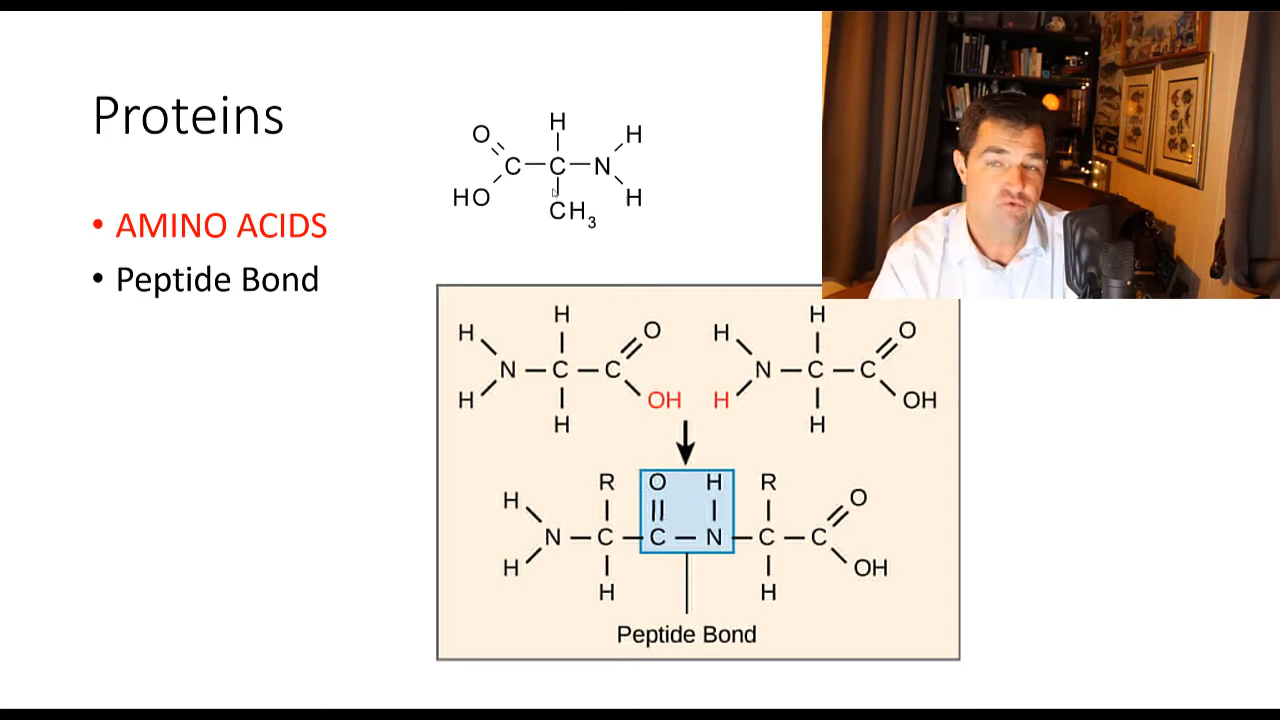 Proteins
• AMINO ACIDS
• Peptide Bond
H
O H
C C N
HO H
CH3
H H
H O H O
N C C N C C
H OH H OH
H H
R O H R
H O
N C C N C C
H OH
H H
Peptide Bond